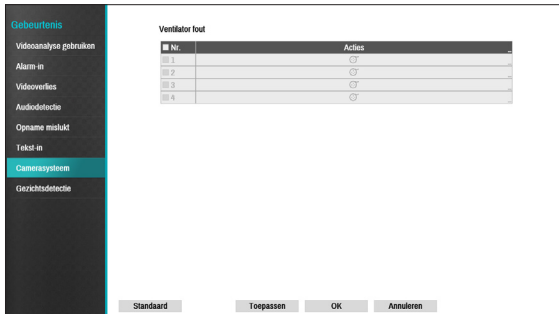 Gebeurtenis
Videoanalyse gebruiken
Alarm-in
Videoverlies
Audiodetectie
Opname mislukt
Tekst-in
Camerasysteem
Gezichtsdetectie
Ventilator fout
Nr. Acties
1
2
3
4
Standaard Toepassen OK Annuleren